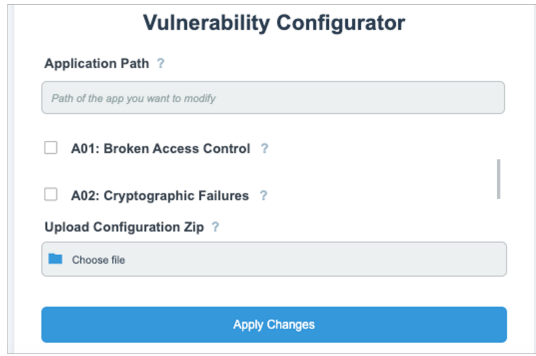 Vulnerability Configurator
Application Path ?
Path of the app you want to modify
A01: Broken Access Control ?
A02: Cryptographic Failures ?
Upload Configuration Zip ?
Choose file
Apply Changes